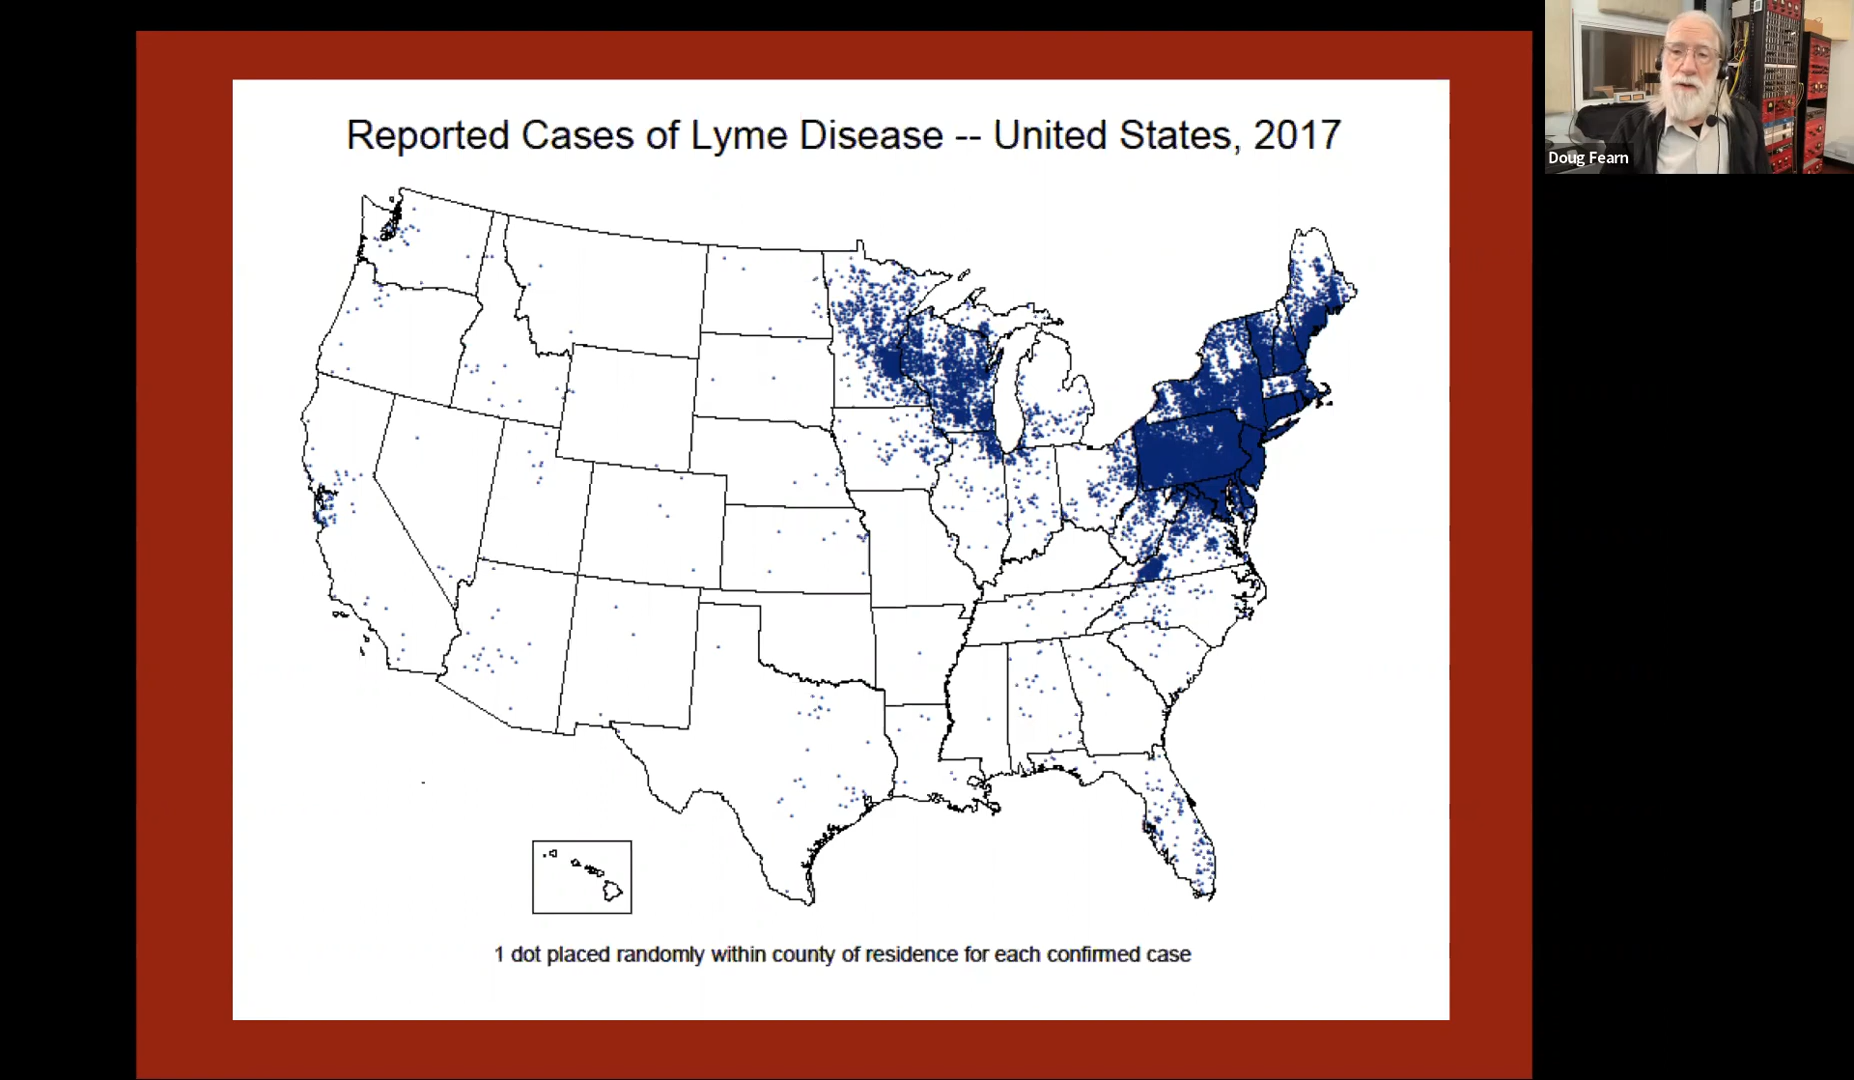 Reported Cases of Lyme Disease -- United States, 2017
Doug Fearn
1 dot placed randomly within county of residence for each confirmed case